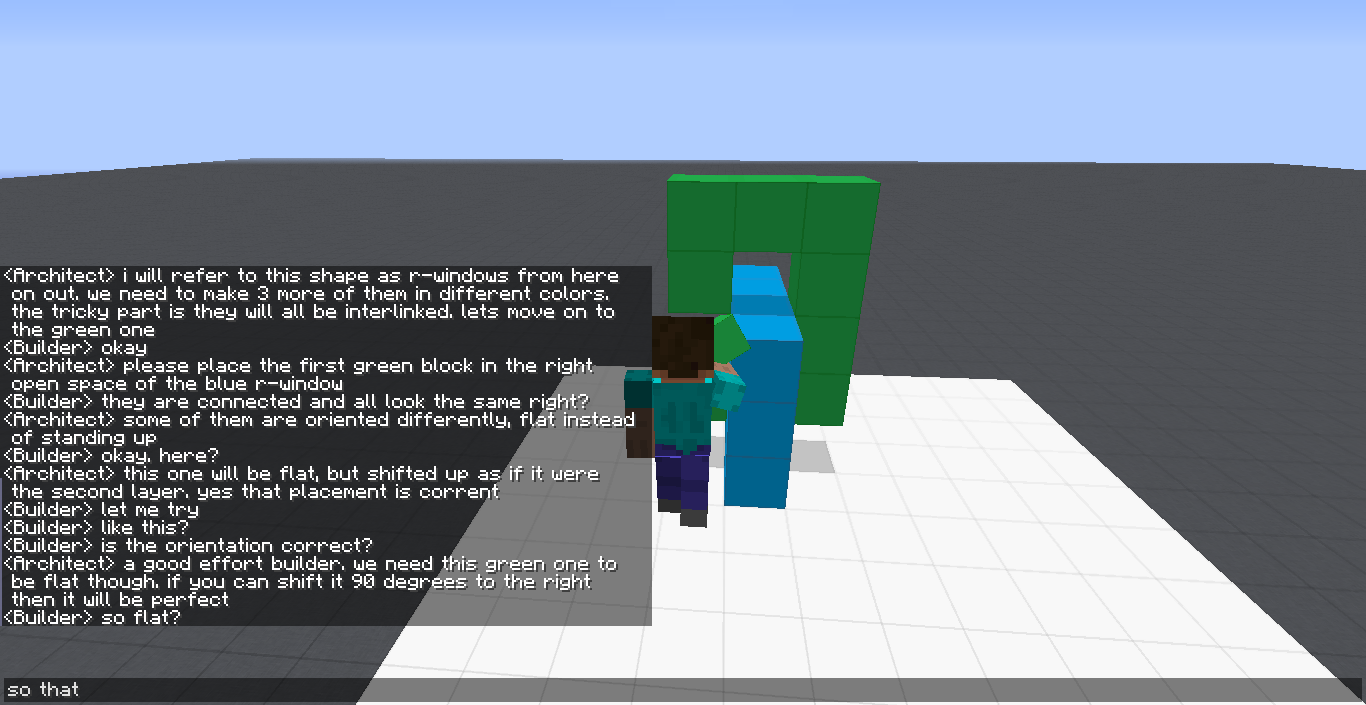 <Architect> i will refer to this shape as r-windows from here
on out. we need to make 3 more of them in different colors.
the tricky part is they will all be interlinked. lets move on to
the green one
<Builder> okay
<Architect> please place the first green block in the right
open space of the blue r-window
<Builder> they are connected and all look the same right?
<Architect> some of them are oriented differently, flat instead
of standing up
<Builder> okay. here?
<Architect> this one will be flat, but shifted up as if it were
the second layer. yes that placement is corrent
<Builder> let me try
<Builder> like this?
<Builder> is the orientation correct?
<Architect> a good effort builder. we need this green one to
be flat though. if you can shift it 90 degrees to the right
then it will be perfect
<Builder> so flat?
so that